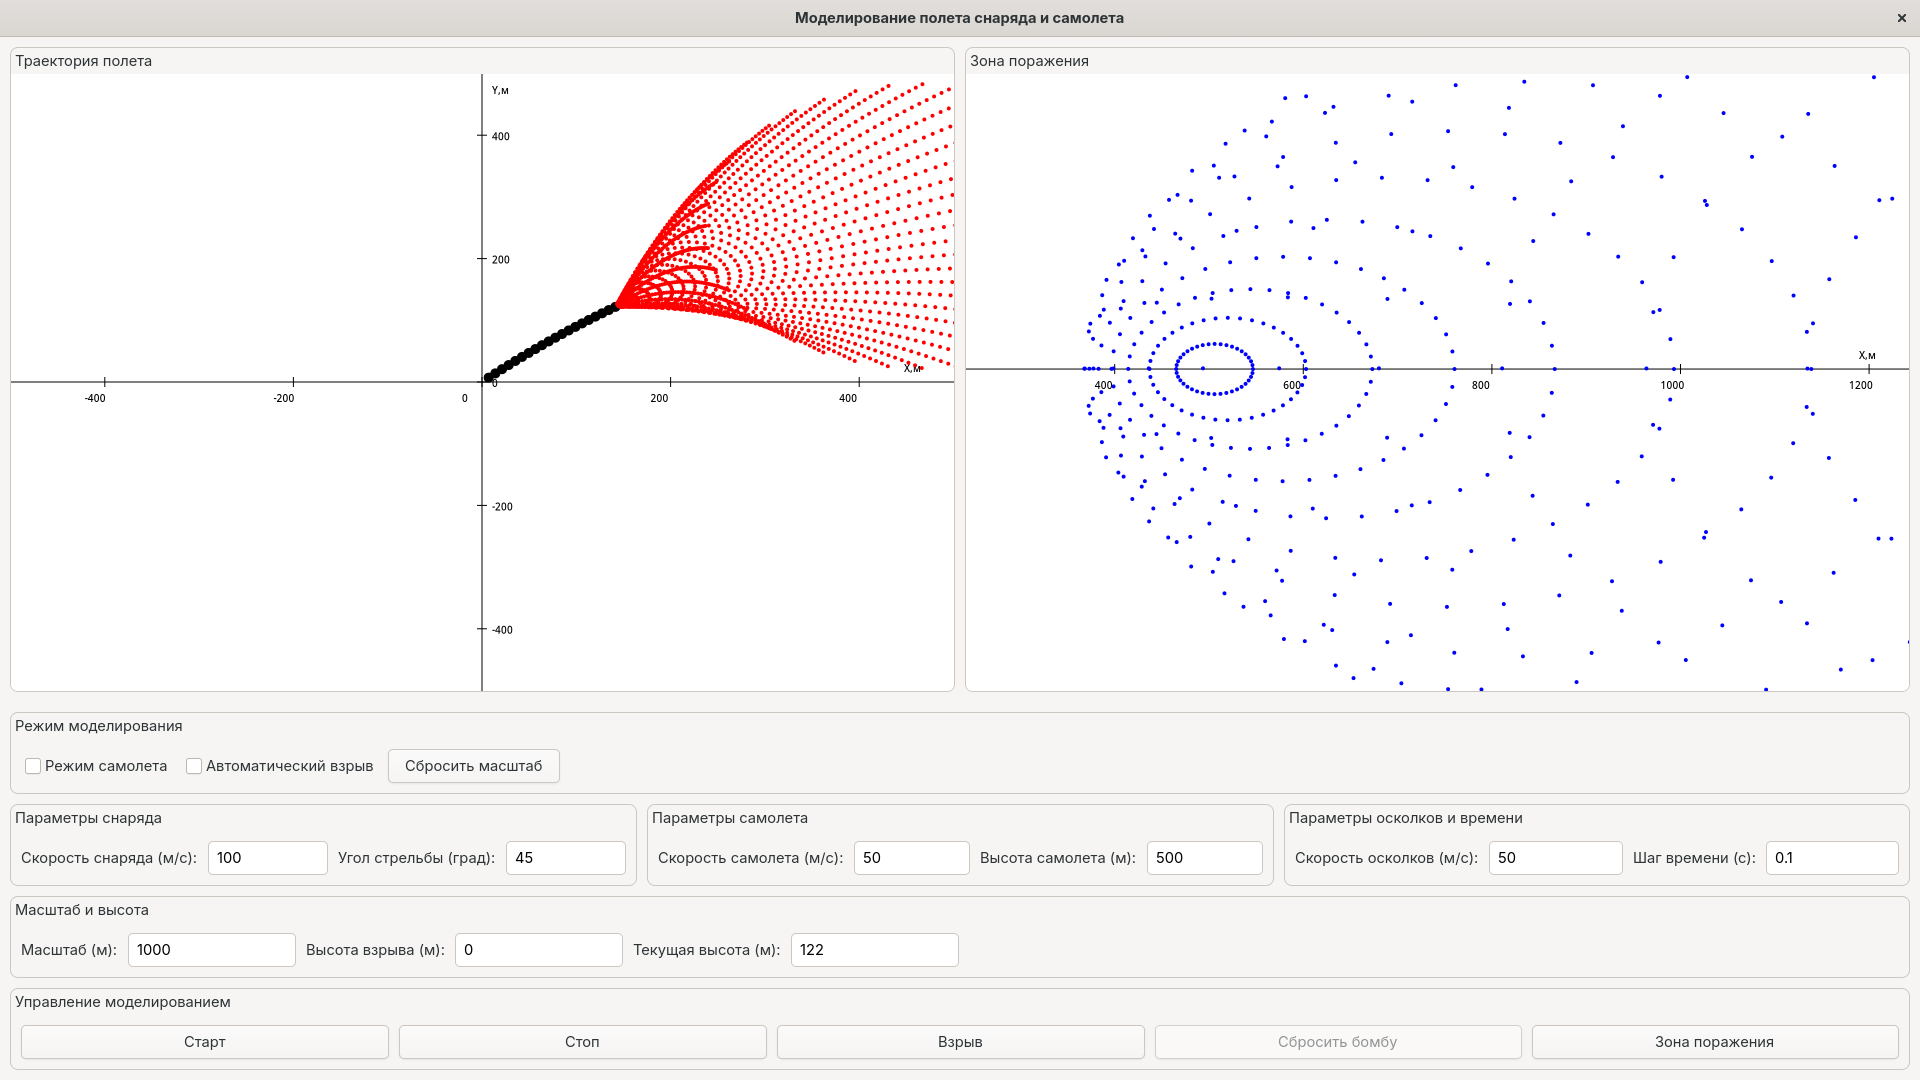 Моделирование полета снаряда и самолета
×
Траектория полета
Y,м
400
200
-200
-400
X,м
-400
-200
0
0
200
400
Зона поражения
X,м
400
600
800
1000
1200
Режим моделирования
Режим самолета
Автоматический взрыв
Сбросить масштаб
Параметры снаряда
Скорость снаряда (м/с): 100
Угол стрельбы (град): 45
Параметры самолета
Скорость самолета (м/с): 50
Высота самолета (м): 500
Параметры осколков и времени
Скорость осколков (м/с): 50
Шаг времени (с): 0.1
Масштаб и высота
Масштаб (м): 1000
Высота взрыва (м): 0
Текущая высота (м): 122
Управление моделированием
Старт
Стоп
Взрыв
Сбросить бомбу
Зона поражения